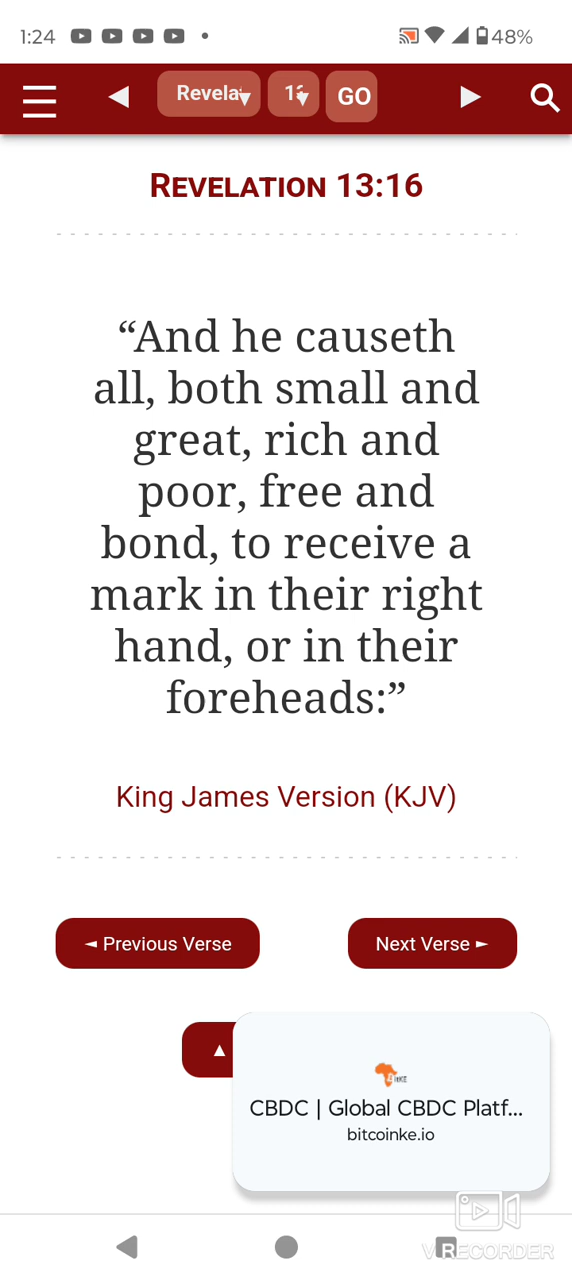 1:24
48%
Revela
GO
REVELATION 13:16
“And he causeth
all, both small and
great, rich and
poor, free and
bond, to receive a
mark in their right
hand, or in their
foreheads:”
King James Version (KJV)
◄ Previous Verse
Next Verse ►
▲
CBDC | Global CBDC Platf...
bitcoinke.io
VRECORDER